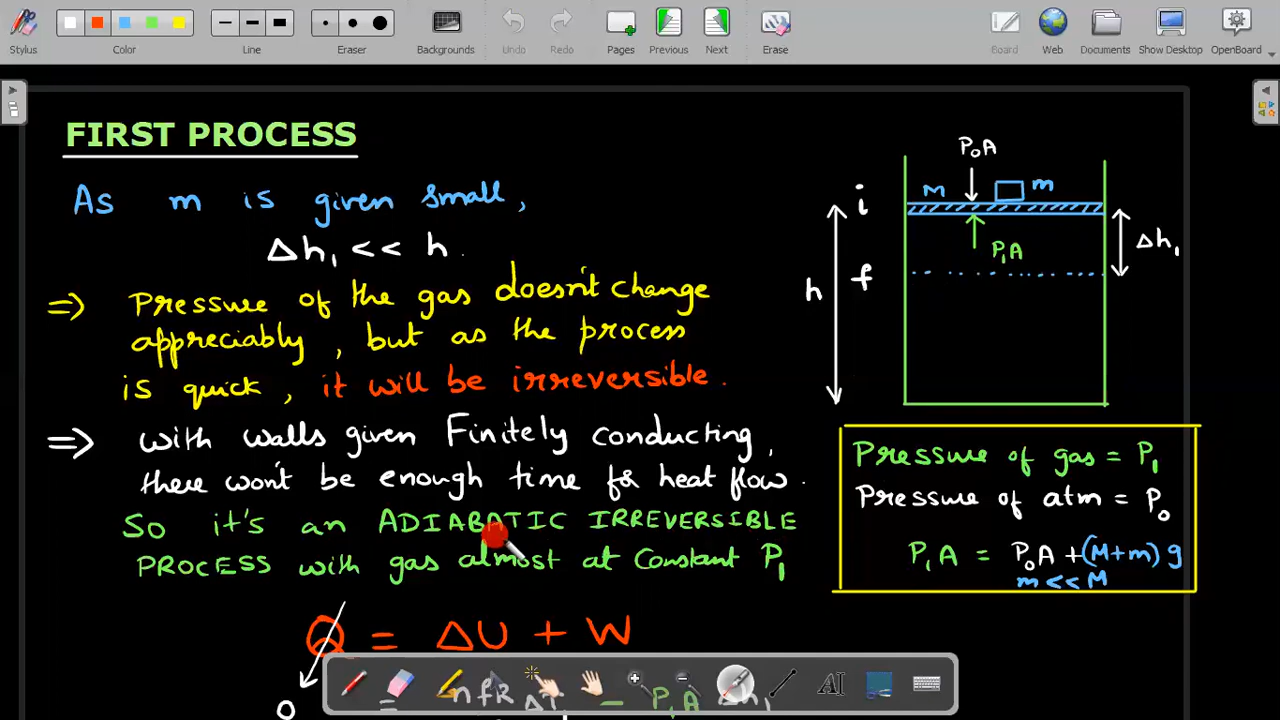 Stylus
Color
Line
Eraser
Backgrounds
Undo
Redo
Pages
Previous
Next
Erase
Board
Web
Documents
Show Desktop
OpenBoard
FIRST PROCESS
As m is given small,
Δh₁ << h.
⇒ Pressure of the gas doesn't change
appreciably, but as the process
is quick, it will be irreversible.
⇒ with walls given Finitely conducting,
there won't be enough time for heat flow.
So it's an ADIABATIC IRREVERSIBLE
PROCESS with gas almost at Constant P₁
Q = ΔU + W
0 = nfR ΔT - P₁A Δh₁
P₀A
i M m
P₁A Δh₁
h f
Pressure of gas = P₁
Pressure of atm = P₀
P₁A = P₀A + (M+m)g
m << M